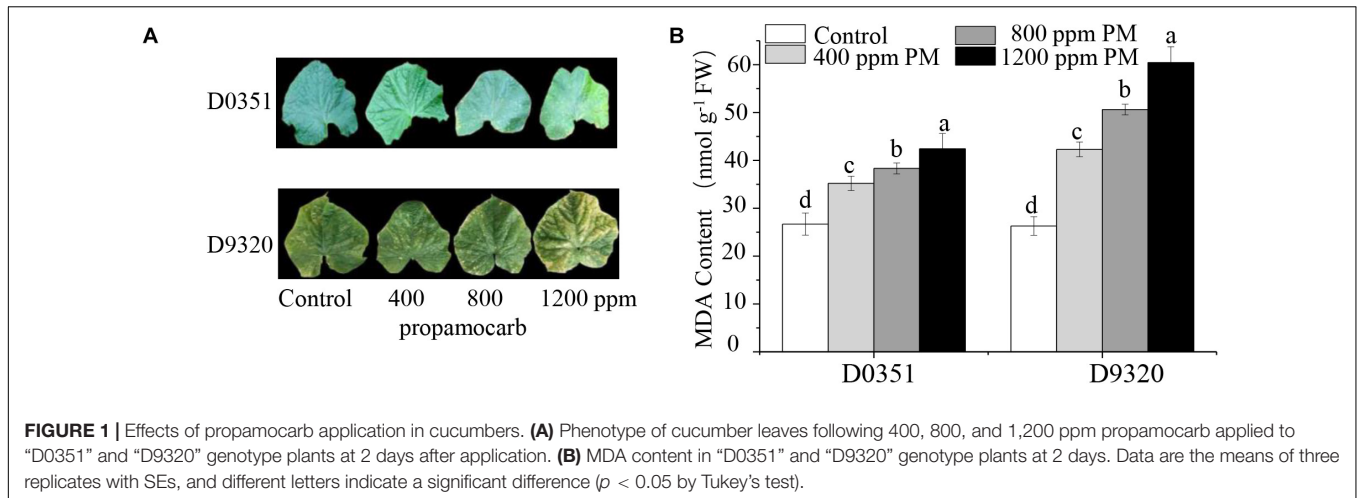 A
D0351
D9320
Control 400 800 1200 ppm
propamocarb
B
Control
400 ppm PM
800 ppm PM
1200 ppm PM
MDA Content (nmol g⁻¹ FW)
60
50
40
30
20
10
0
d c b a
d c b a
D0351 D9320
FIGURE 1 | Effects of propamocarb application in cucumbers. (A) Phenotype of cucumber leaves following 400, 800, and 1,200 ppm propamocarb applied to
“D0351” and “D9320” genotype plants at 2 days after application. (B) MDA content in “D0351” and “D9320” genotype plants at 2 days. Data are the means of three
replicates with SEs, and different letters indicate a significant difference (p < 0.05 by Tukey’s test).